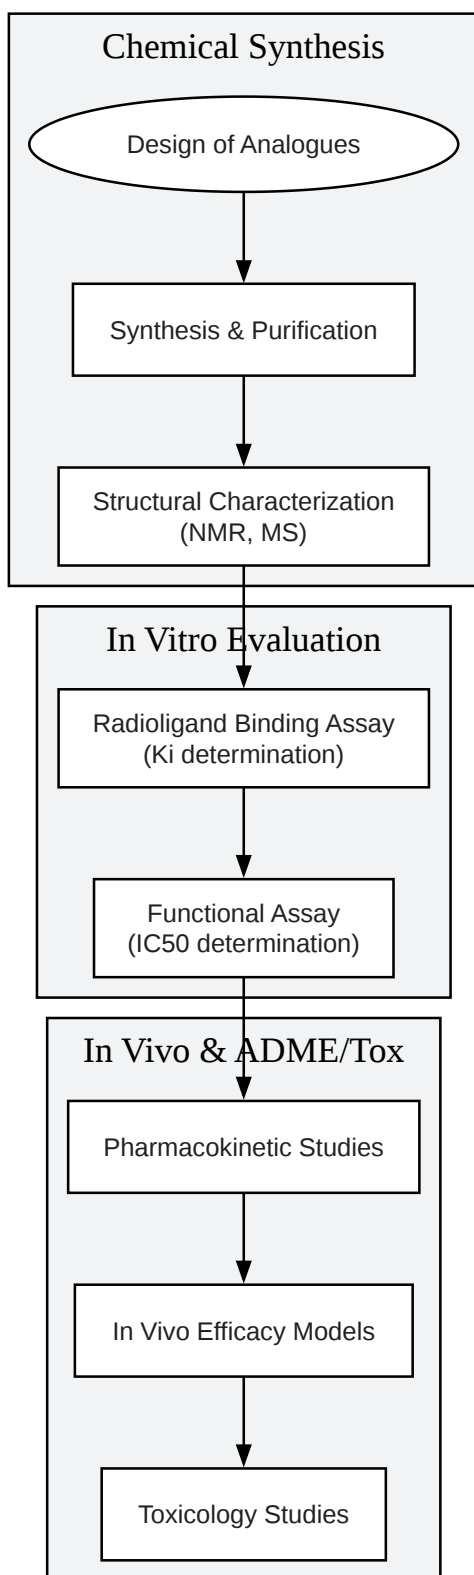 Chemical Synthesis
Design of Analogues
Synthesis & Purification
Structural Characterization
(NMR, MS)
In Vitro Evaluation
Radioligand Binding Assay
(Ki determination)
Functional Assay
(IC50 determination)
In Vivo & ADME/Tox
Pharmacokinetic Studies
In Vivo Efficacy Models
Toxicology Studies